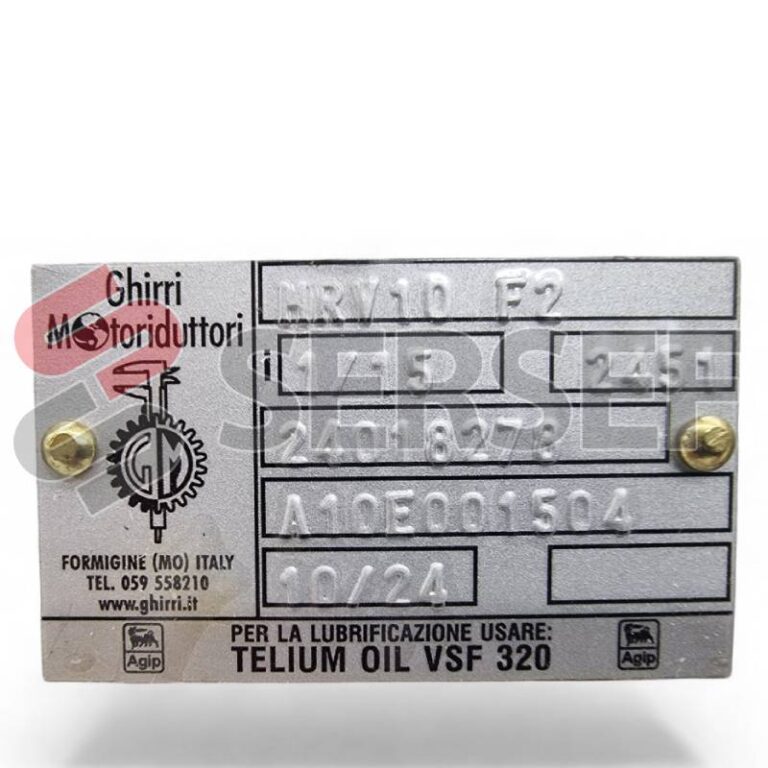 Ghirri
Motoriduttori
GM
FORMIGINE (MO) ITALY
TEL. 059 558210
www.ghirri.it
MRV10 F2
i 1/15 2451
24018278
A10E001504
10/24
Agip
PER LA LUBRIFICAZIONE USARE:
TELIUM OIL VSF 320
Agip